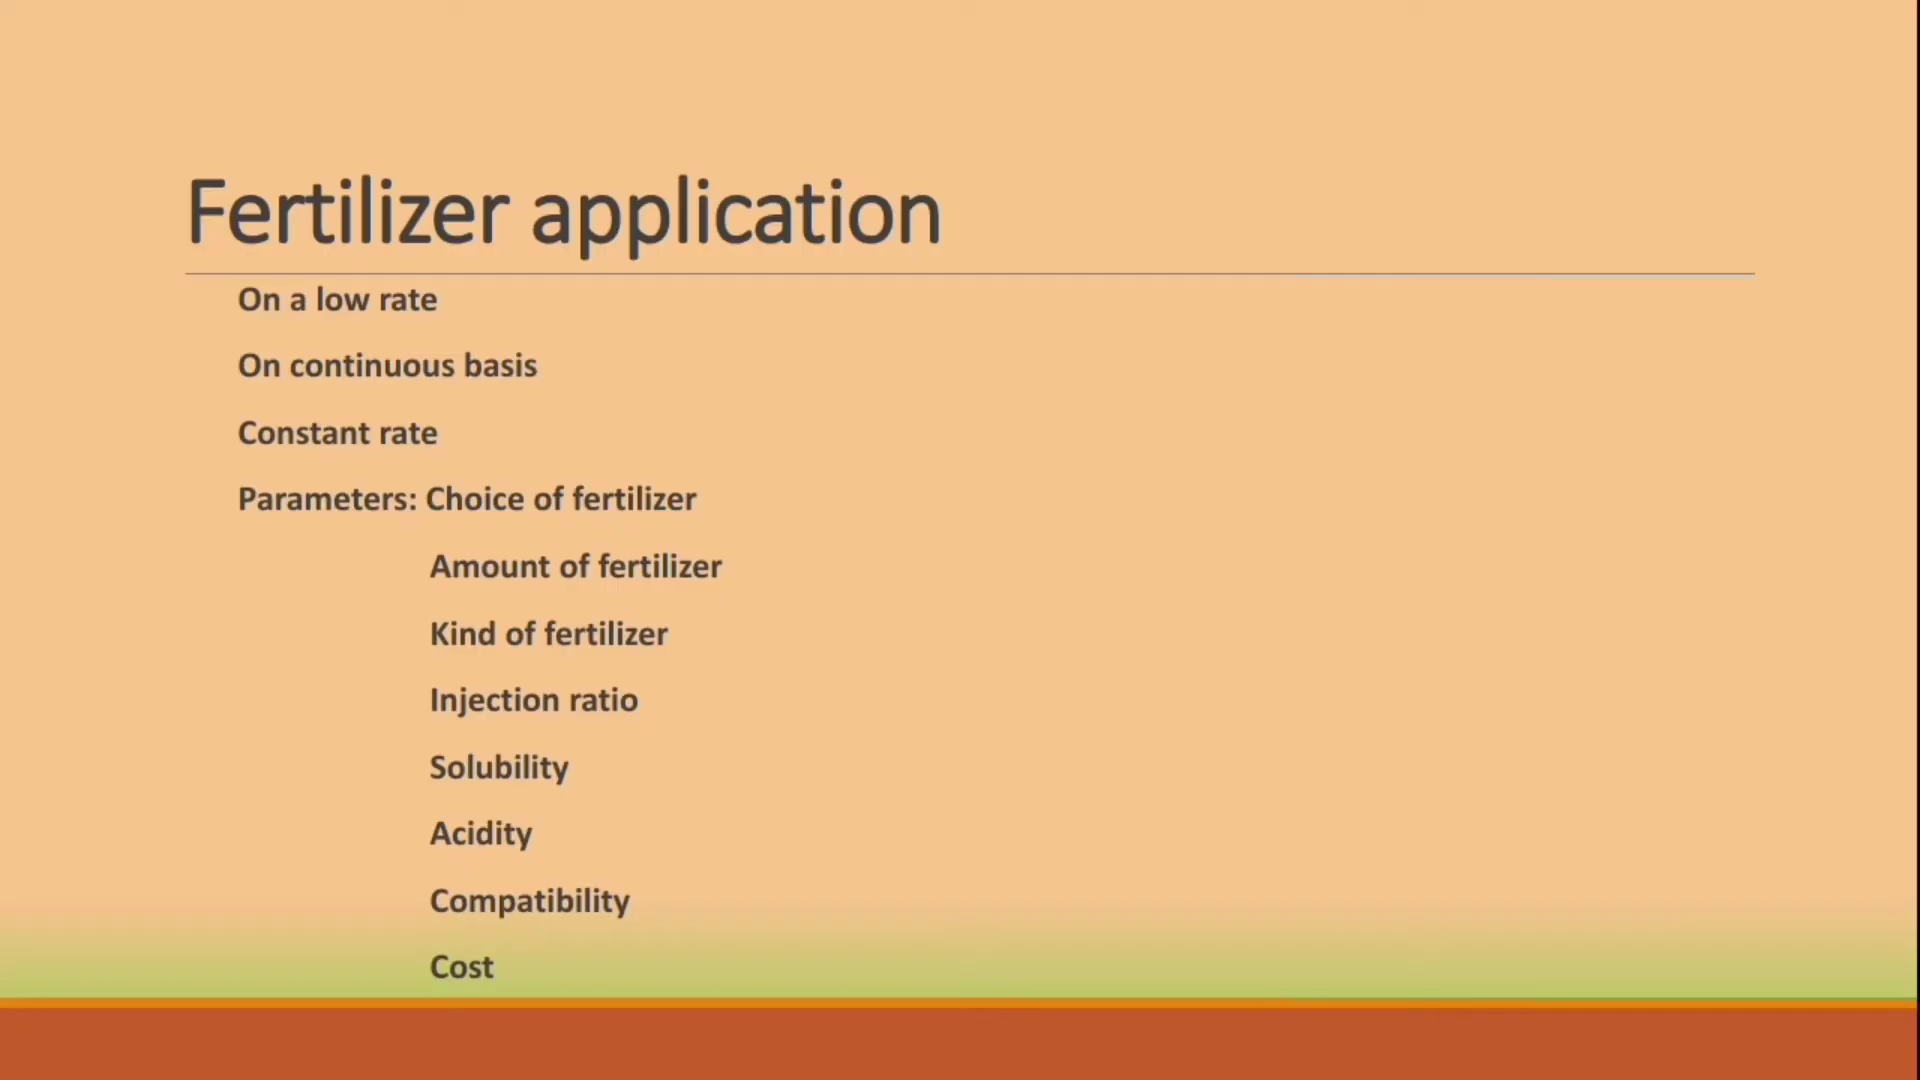 Fertilizer application
On a low rate
On continuous basis
Constant rate
Parameters: Choice of fertilizer
Amount of fertilizer
Kind of fertilizer
Injection ratio
Solubility
Acidity
Compatibility
Cost